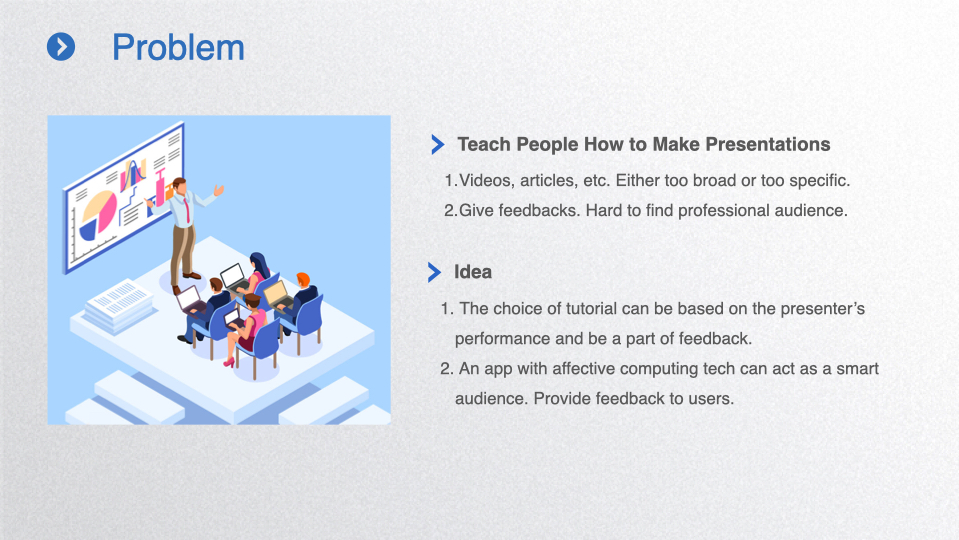 Problem
Teach People How to Make Presentations
1.Videos, articles, etc. Either too broad or too specific.
2.Give feedbacks. Hard to find professional audience.
Idea
1. The choice of tutorial can be based on the presenter’s
performance and be a part of feedback.
2. An app with affective computing tech can act as a smart
audience. Provide feedback to users.